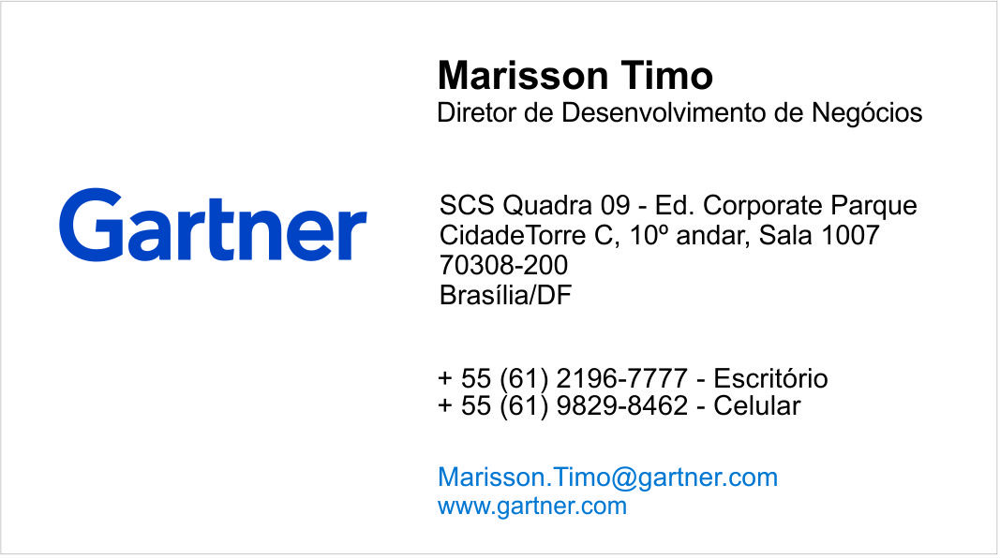 Marisson Timo
Diretor de Desenvolvimento de Negócios
Gartner
SCS Quadra 09 - Ed. Corporate Parque
CidadeTorre C, 10º andar, Sala 1007
70308-200
Brasília/DF
+ 55 (61) 2196-7777 - Escritório
+ 55 (61) 9829-8462 - Celular
Marisson.Timo@gartner.com
www.gartner.com